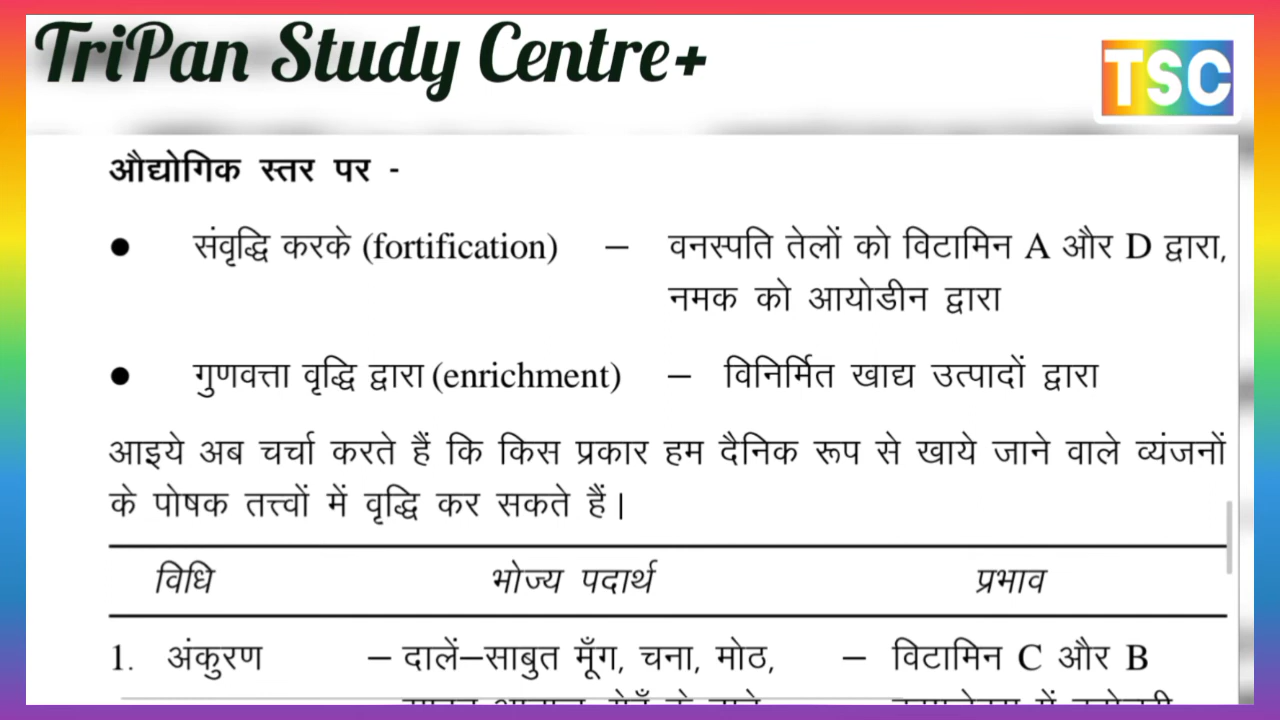 TriPan Study Centre+
TSC
औद्योगिक स्तर पर -
● संवृद्धि करके (fortification) – वनस्पति तेलों को विटामिन A और D द्वारा,
नमक को आयोडीन द्वारा
● गुणवत्ता वृद्धि द्वारा (enrichment) – विनिर्मित खाद्य उत्पादों द्वारा
आइये अब चर्चा करते हैं कि किस प्रकार हम दैनिक रूप से खाये जाने वाले व्यंजनों
के पोषक तत्त्वों में वृद्धि कर सकते हैं।
विधि भोज्य पदार्थ प्रभाव
1. अंकुरण – दालें–साबुत मूँग, चना, मोठ, – विटामिन C और B